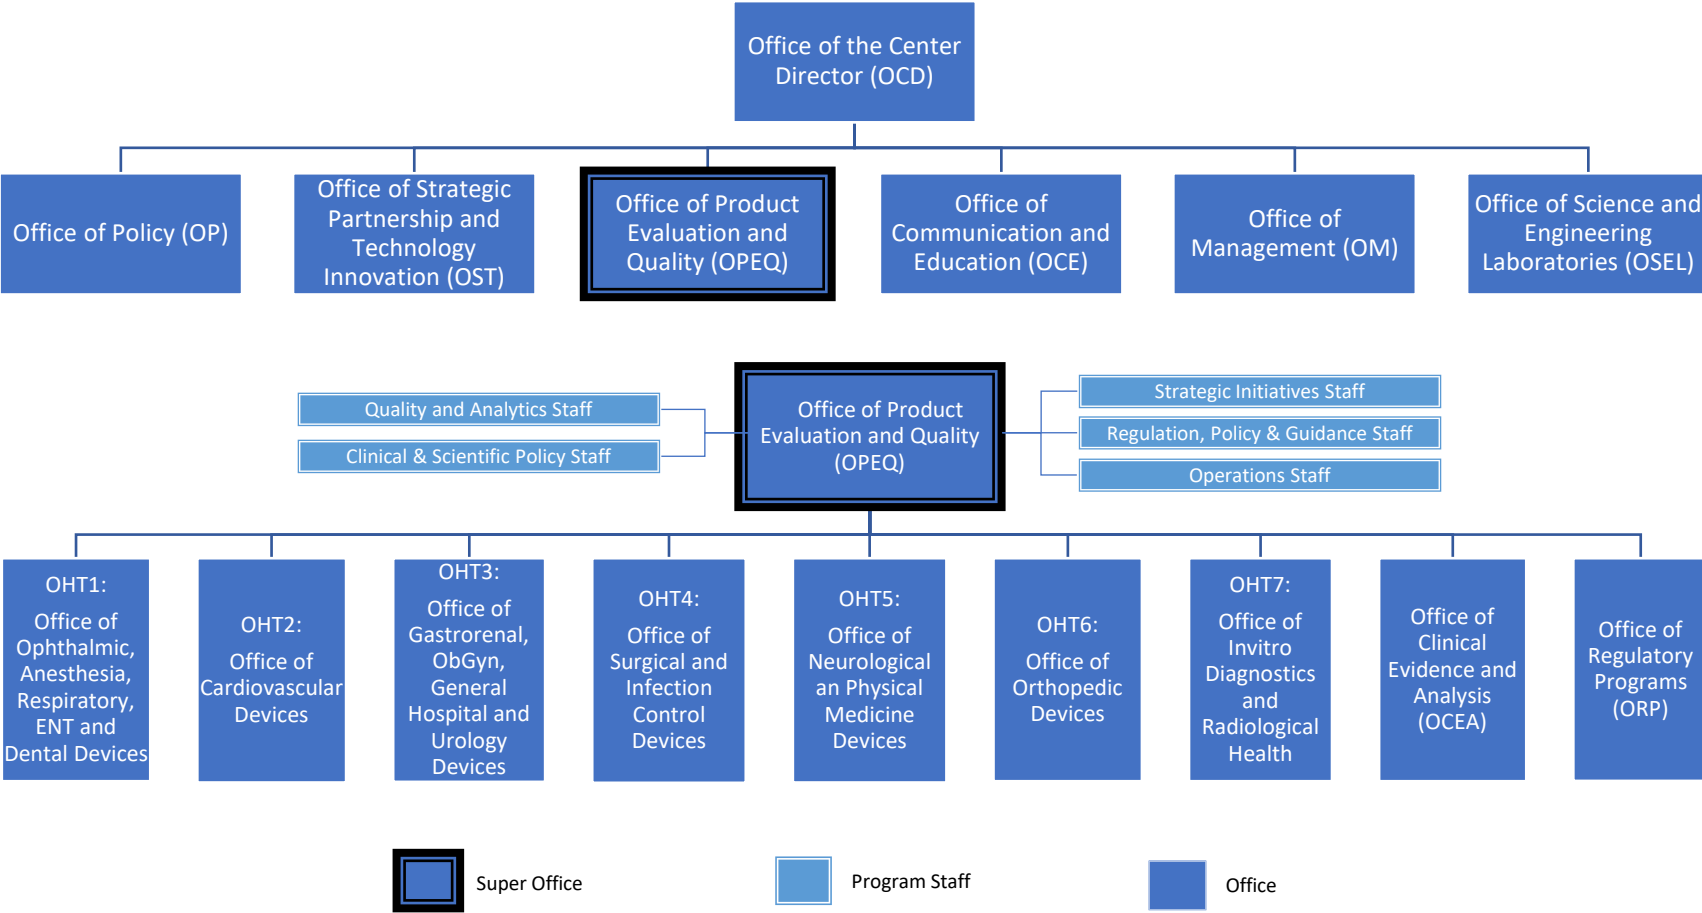 Office of the Center
Director (OCD)
Office of Policy (OP)
Office of Strategic
Partnership and
Technology
Innovation (OST)
Office of Product
Evaluation and
Quality (OPEQ)
Office of
Communication and
Education (OCE)
Office of
Management (OM)
Office of Science and
Engineering
Laboratories (OSEL)
Quality and Analytics Staff
Clinical & Scientific Policy Staff
Office of Product
Evaluation and Quality
(OPEQ)
Strategic Initiatives Staff
Regulation, Policy & Guidance Staff
Operations Staff
OHT1:
Office of
Ophthalmic,
Anesthesia,
Respiratory,
ENT and
Dental Devices
OHT2:
Office of
Cardiovascular
Devices
OHT3:
Office of
Gastrorenal,
ObGyn,
General
Hospital and
Urology
Devices
OHT4:
Office of
Surgical and
Infection
Control
Devices
OHT5:
Office of
Neurological
an Physical
Medicine
Devices
OHT6:
Office of
Orthopedic
Devices
OHT7:
Office of
Invitro
Diagnostics
and
Radiological
Health
Office of
Clinical
Evidence and
Analysis
(OCEA)
Office of
Regulatory
Programs
(ORP)
Super Office
Program Staff
Office